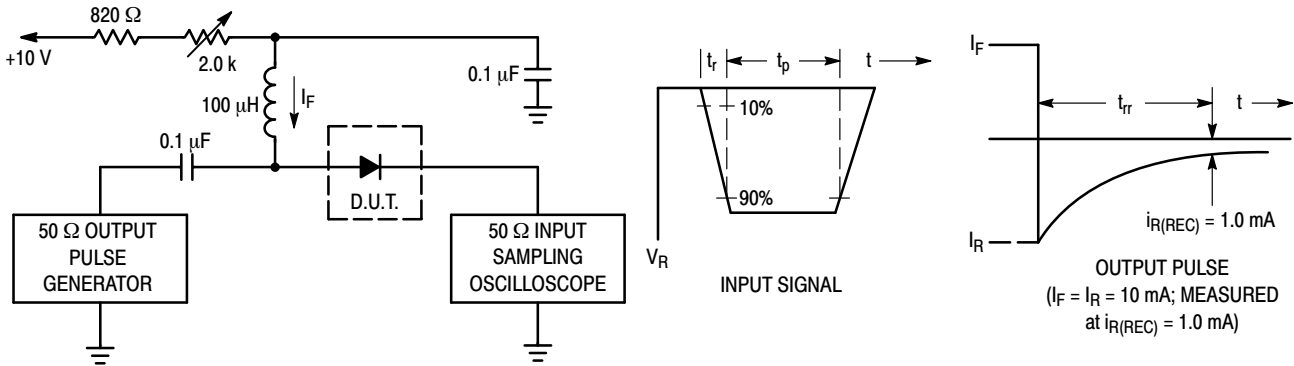 820 Ω
+10 V
2.0 k
100 μH
I_F
0.1 μF
0.1 μF
D.U.T.
50 Ω OUTPUT
PULSE
GENERATOR
50 Ω INPUT
SAMPLING
OSCILLOSCOPE
t_r
t_p
t
10%
90%
V_R
INPUT SIGNAL
I_F
t_rr
t
I_R
i_R(REC) = 1.0 mA
OUTPUT PULSE
(I_F = I_R = 10 mA; MEASURED
at i_R(REC) = 1.0 mA)